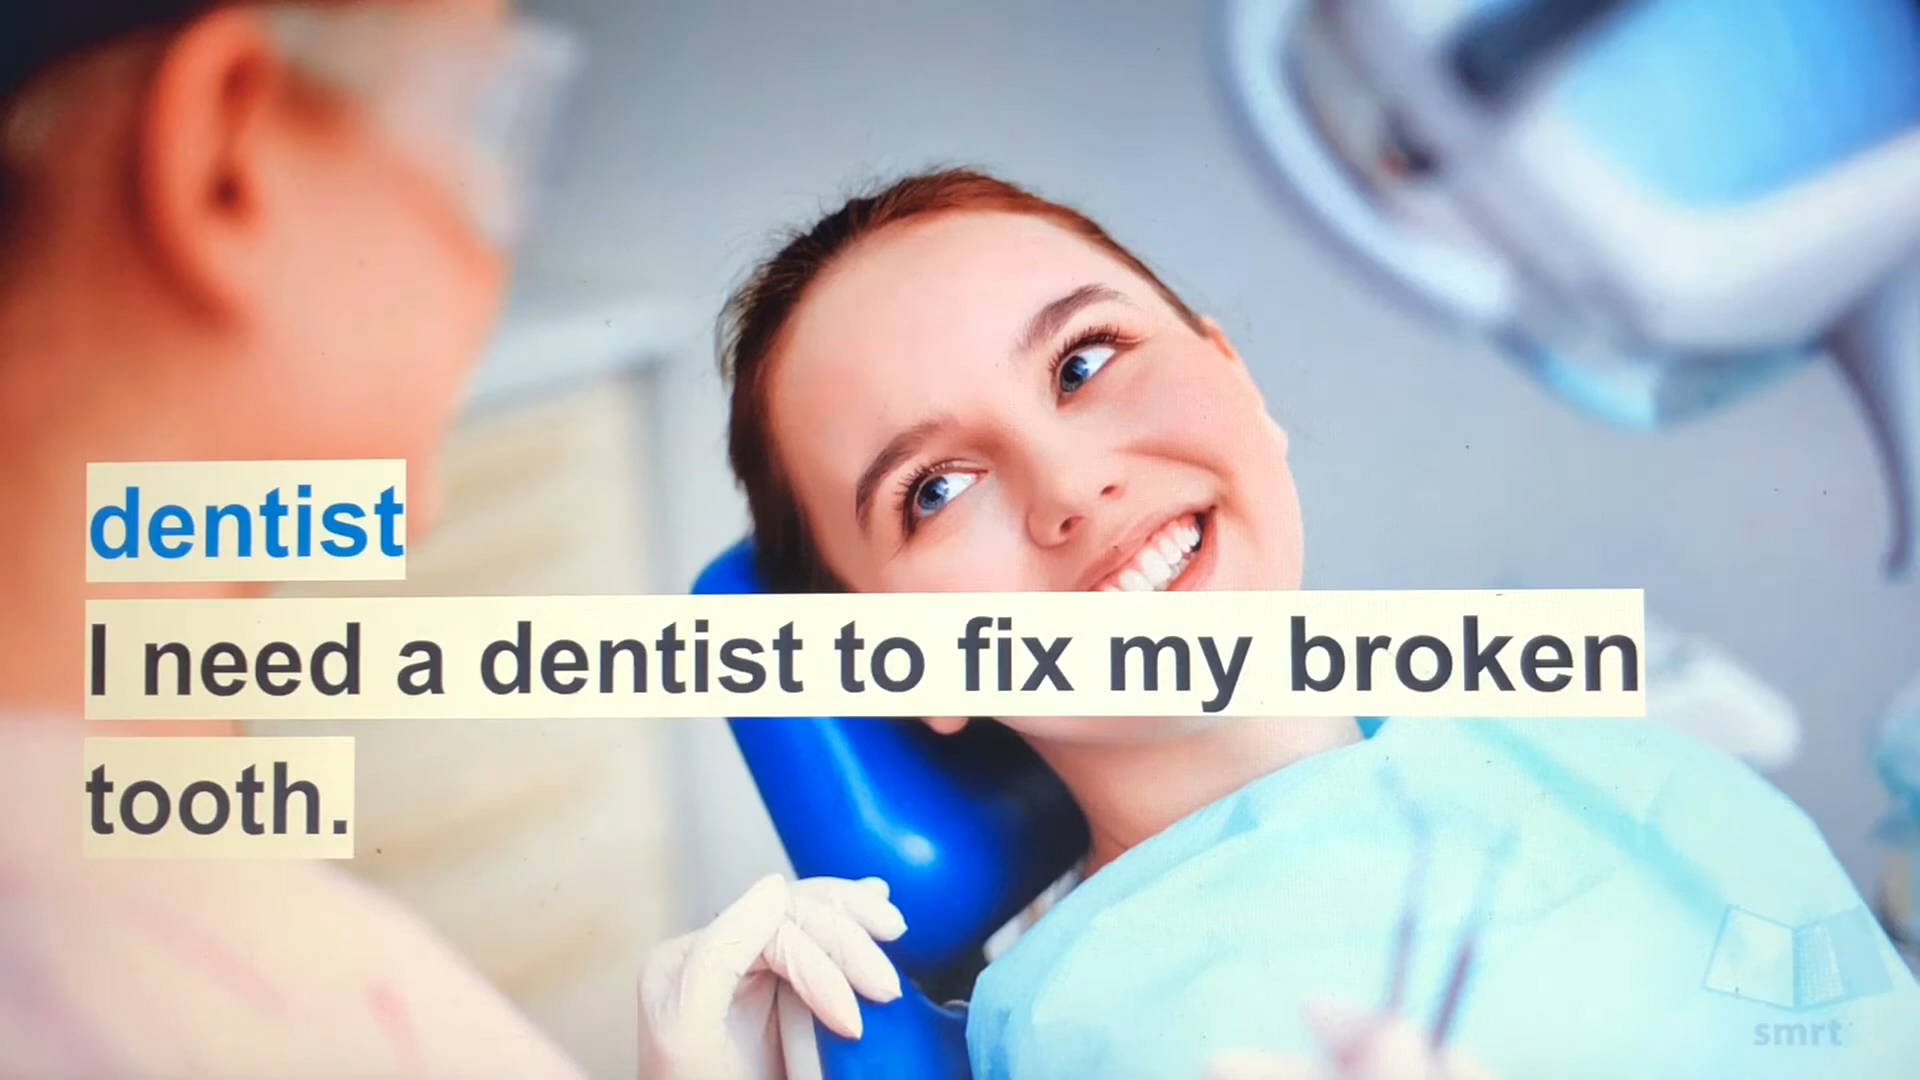 dentist
I need a dentist to fix my broken
tooth.
smrt